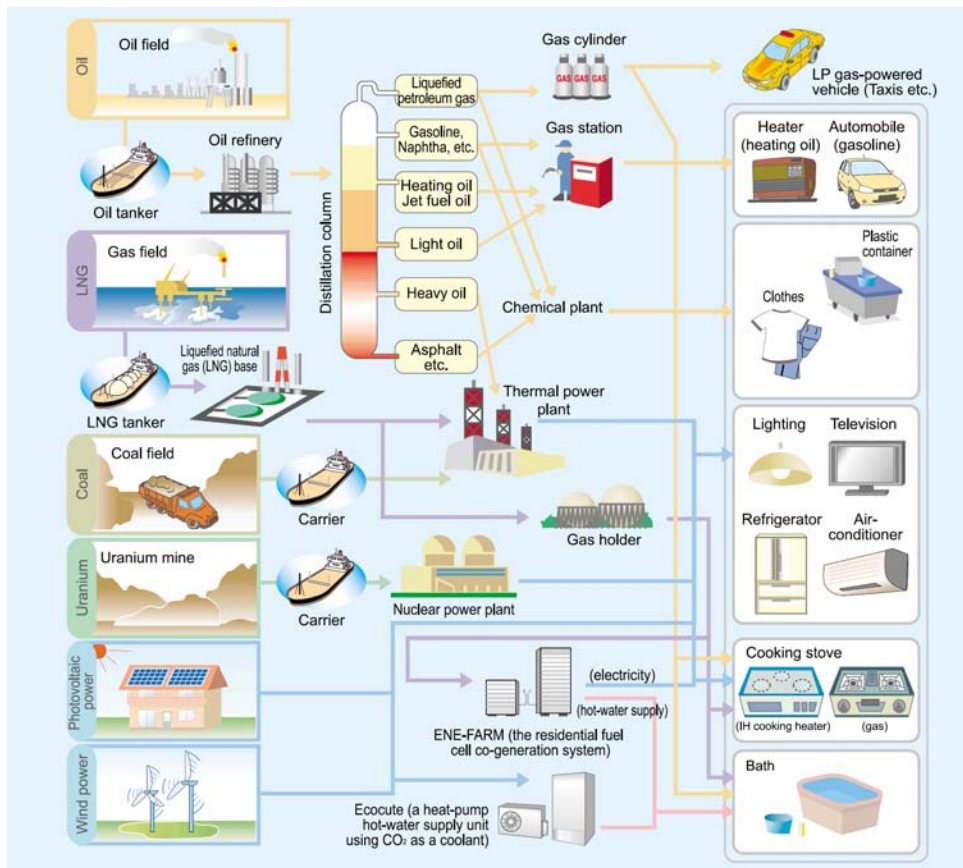 Oil
Oil field
Oil tanker
Oil refinery
Distillation column
Liquefied
petroleum gas
Gasoline,
Naphtha, etc.
Heating oil
Jet fuel oil
Light oil
Heavy oil
Asphalt
etc.
Gas cylinder
GAS
GAS
GAS
Gas station
Chemical plant
LP gas-powered
vehicle (Taxis etc.)
Heater
(heating oil)
Automobile
(gasoline)
Plastic
container
Clothes
LNG
Gas field
LNG tanker
Liquefied natural
gas (LNG) base
Thermal power
plant
Coal
Coal field
Carrier
Gas holder
Lighting
Television
Refrigerator
Air-
conditioner
Uranium
Uranium mine
Carrier
Nuclear power plant
Photovoltaic
power
(electricity)
(hot-water supply)
ENE-FARM (the residential fuel
cell co-generation system)
Cooking stove
(IH cooking heater)
(gas)
Wind power
Ecocute (a heat-pump
hot-water supply unit
using CO₂ as a coolant)
Bath